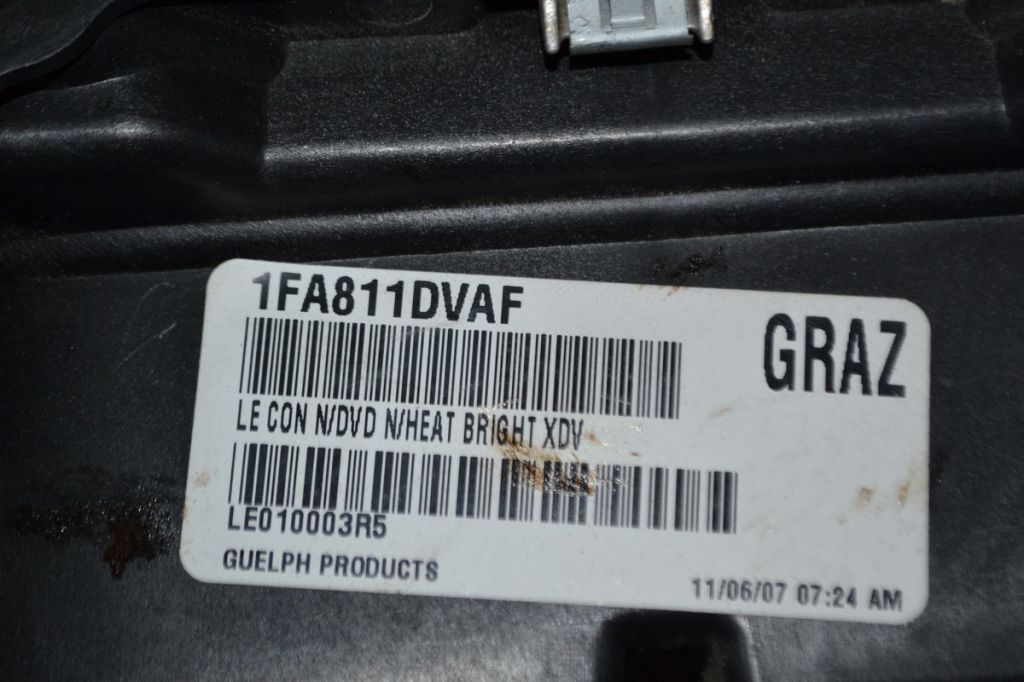 1FA811DVAF
GRAZ
LE CON N/DVD N/HEAT BRIGHT XDV
LE010003R5
GUELPH PRODUCTS
11/06/07 07:24 AM